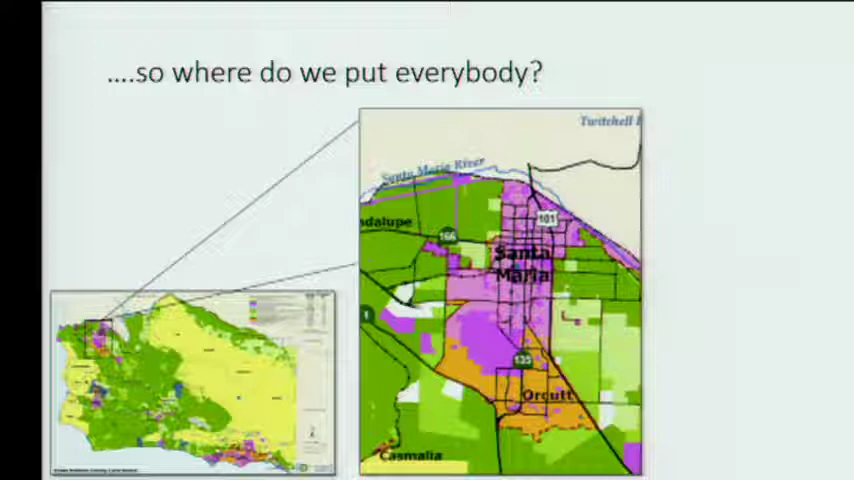 ....so where do we put everybody?
Twitchell
Santa Maria River
dalupe
101
166
Santa
Maria
1
135
Orcutt
Casmalia